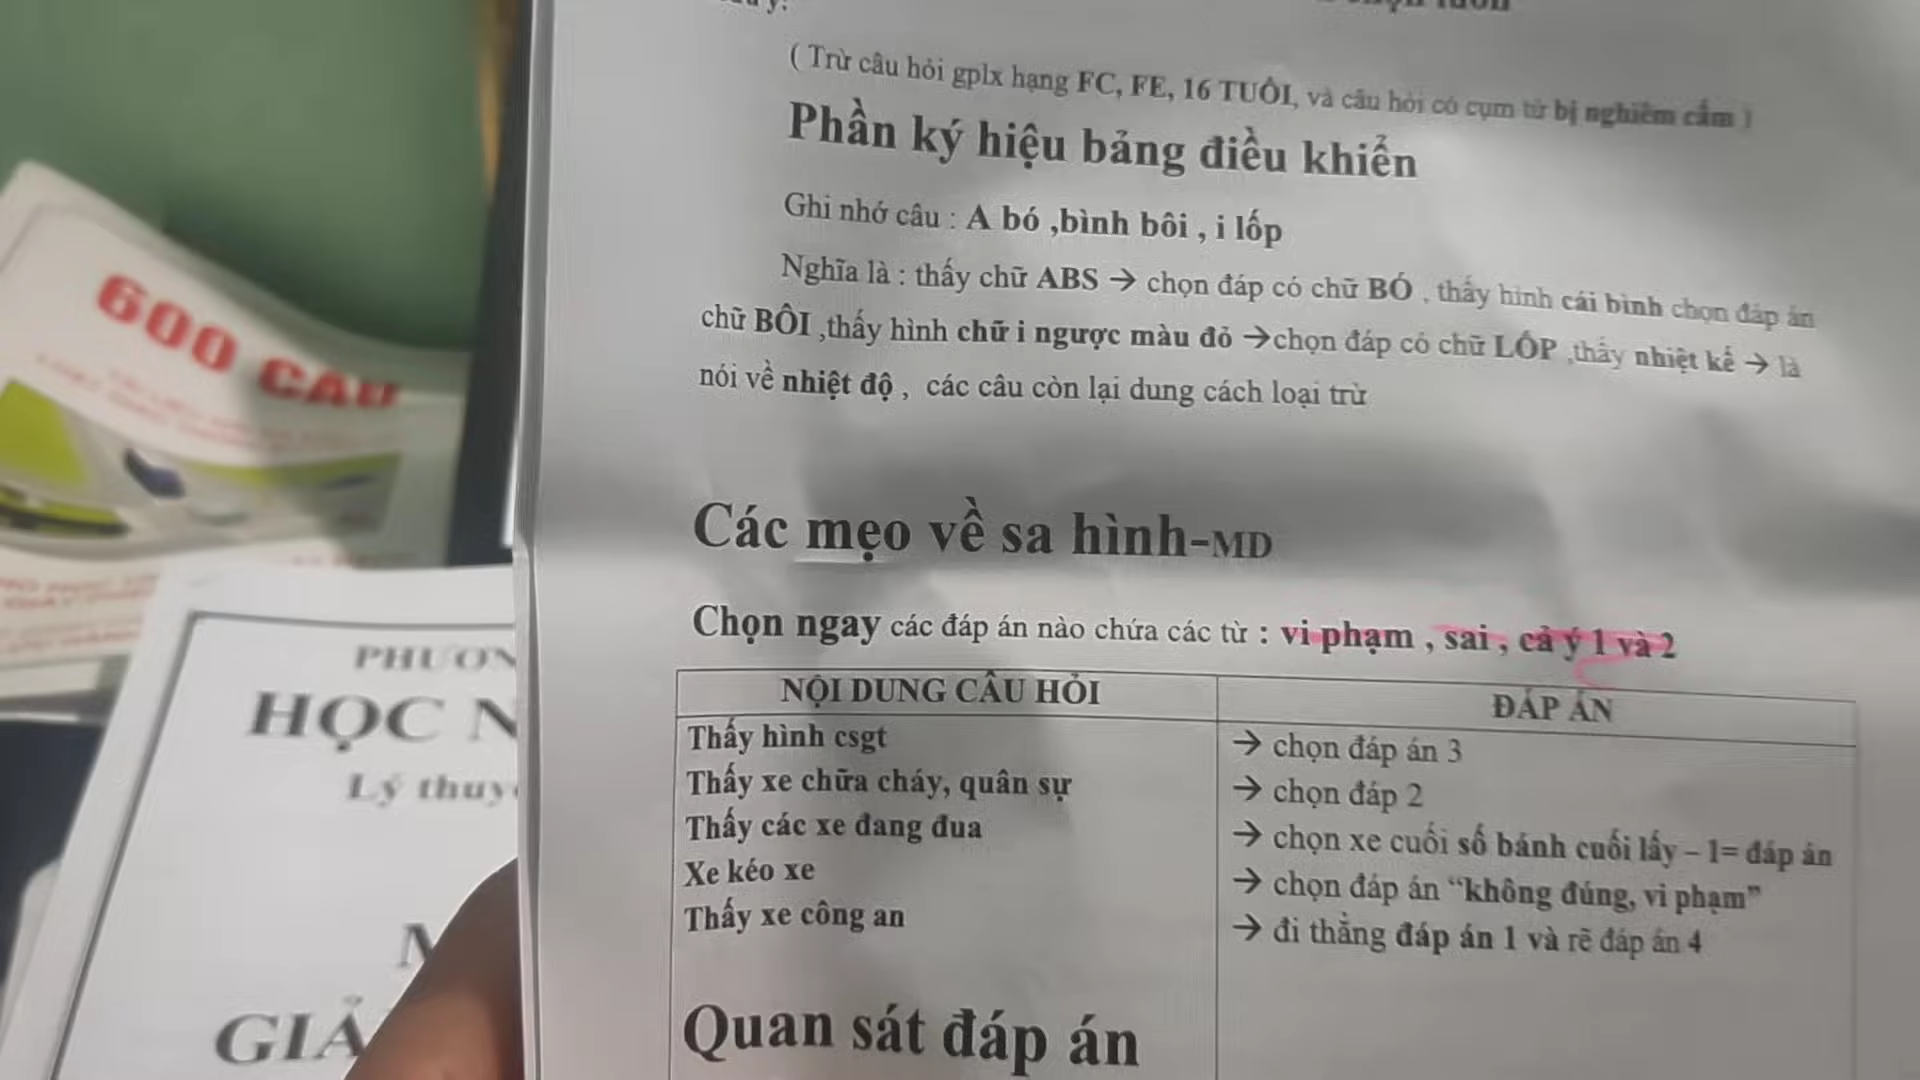 ( Trừ câu hỏi gplx hạng FC, FE, 16 TUỔI, và câu hỏi có cụm từ bị nghiêm cấm )
Phần ký hiệu bảng điều khiển
Ghi nhớ câu : A bó ,bình bôi , i lốp
Nghĩa là : thấy chữ ABS → chọn đáp có chữ BÓ , thấy hình cái bình chọn đáp án
chữ BÔI ,thấy hình chữ i ngược màu đỏ →chọn đáp có chữ LỐP ,thấy nhiệt kế → là
nói về nhiệt độ , các câu còn lại dung cách loại trừ
Các mẹo về sa hình-MD
Chọn ngay các đáp án nào chứa các từ : vi phạm , sai , cả ý 1 và 2
NỘI DUNG CÂU HỎI
ĐÁP ÁN
Thấy hình csgt
→ chọn đáp án 3
Thấy xe chữa cháy, quân sự
→ chọn đáp 2
Thấy các xe đang đua
→ chọn xe cuối số bánh cuối lấy – 1= đáp án
Xe kéo xe
→ chọn đáp án “không đúng, vi phạm”
Thấy xe công an
→ đi thẳng đáp án 1 và rẽ đáp án 4
Quan sát đáp án
600 CÂU
PHƯƠN
HỌC N
Lý thuy
M
GIẢ